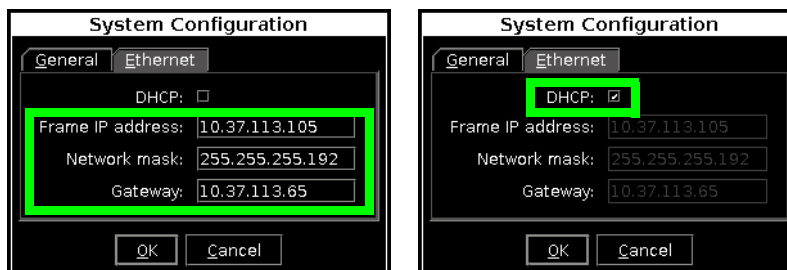 System Configuration
General Ethernet
DHCP:
Frame IP address: 10.37.113.105
Network mask: 255.255.255.192
Gateway: 10.37.113.65
OK Cancel
System Configuration
General Ethernet
DHCP:
Frame IP address: 10.37.113.105
Network mask: 255.255.255.192
Gateway: 10.37.113.65
OK Cancel